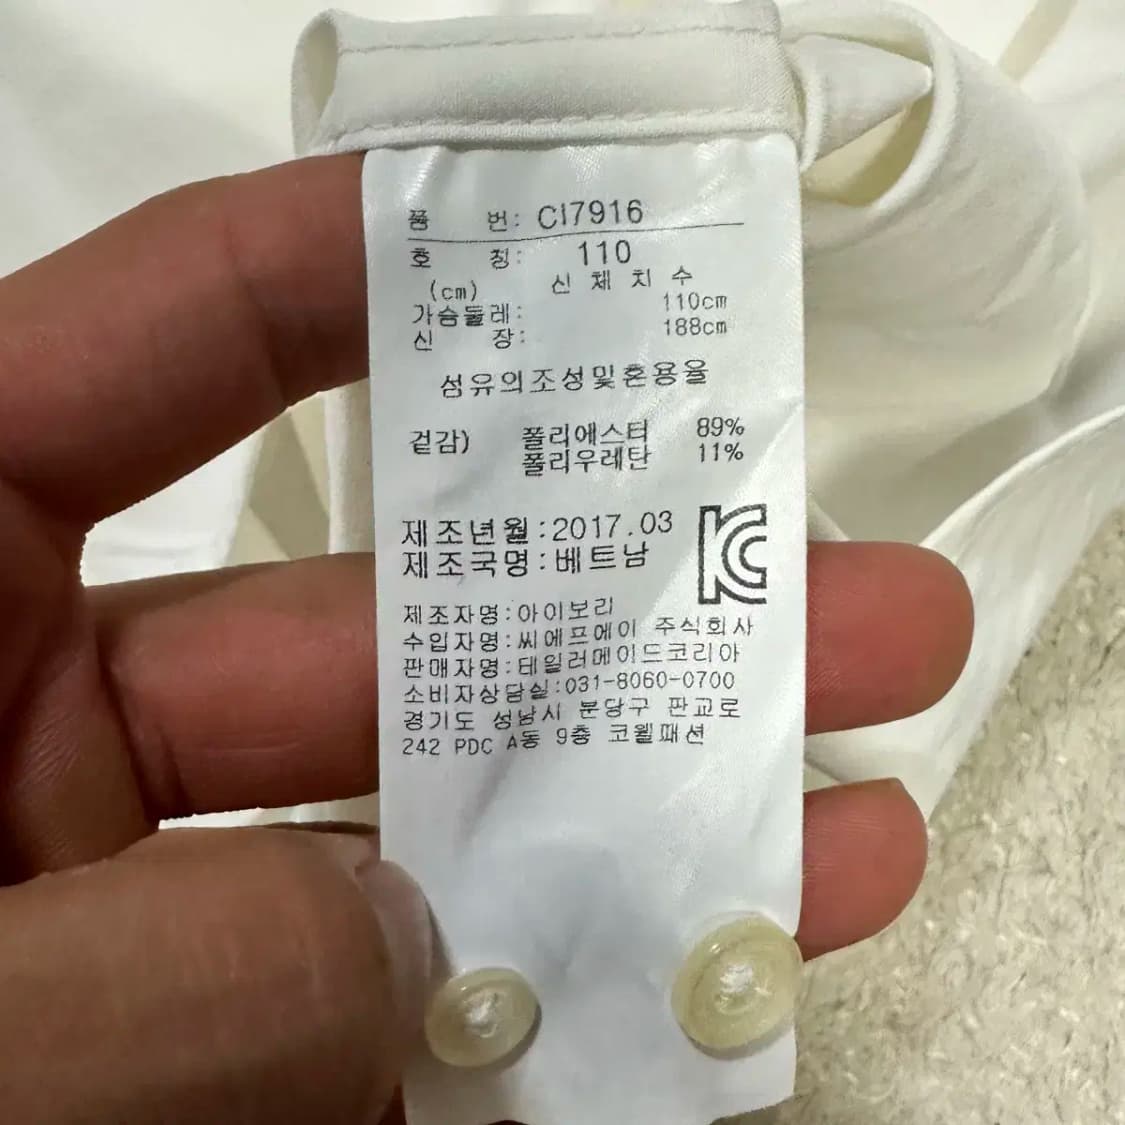 품 번: CI7916
호 칭: 110
(cm) 신 체 치 수
가슴둘레: 110cm
신 장: 188cm
섬유의조성및혼용율
겉감) 폴리에스터 89%
폴리우레탄 11%
제조년월:2017.03
제조국명:베트남
KC
제조자명:아이보리
수입자명:씨에프에이 주식회사
판매자명:테일러메이드코리아
소비자상담실:031-8060-0700
경기도 성남시 분당구 판교로
242 PDC A동 9층 코웰패션